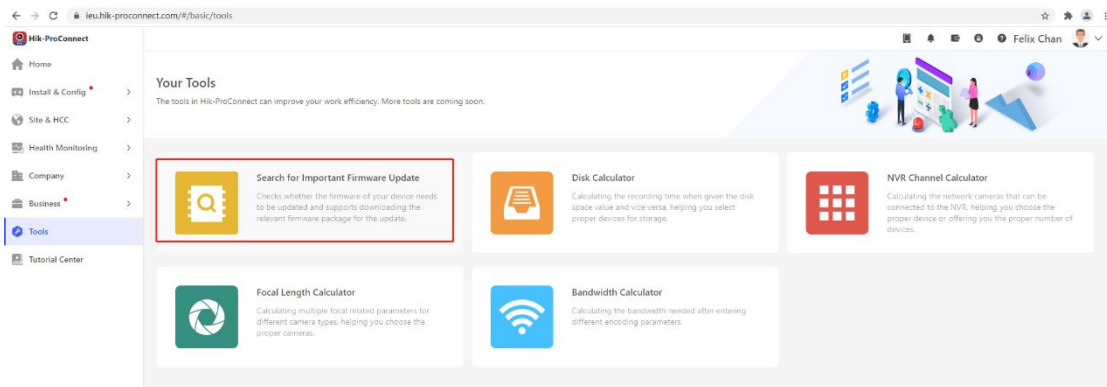 ieu.hik-proconnect.com/#/basic/tools
Hik-ProConnect
Felix Chan
Home
Install & Config
Site & HCC
Health Monitoring
Company
Business
Tools
Tutorial Center
Your Tools
The tools in Hik-ProConnect can improve your work efficiency. More tools are coming soon.
Search for Important Firmware Update
Checks whether the firmware of your device needs
to be updated and supports downloading the
relevant firmware package for the update.
Disk Calculator
Calculating the recording time when given the disk
space value and vice versa, helping you select
proper devices for storage.
NVR Channel Calculator
Calculating the network cameras that can be
connected to the NVR, helping you choose the
proper device or offering you the proper number of
devices.
Focal Length Calculator
Calculating multiple focal related parameters for
different camera types, helping you choose the
proper cameras.
Bandwidth Calculator
Calculating the bandwidth needed after entering
different encoding parameters.